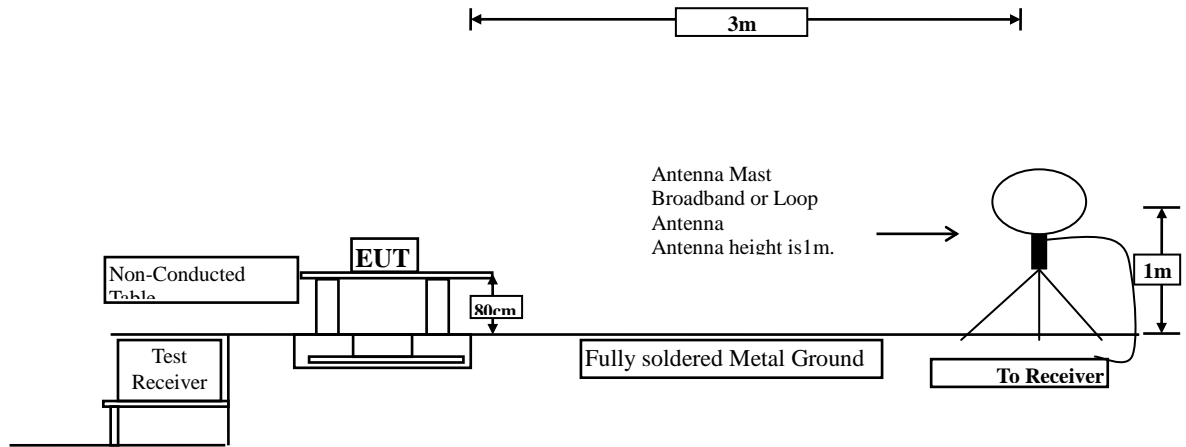 3m
Antenna Mast
Broadband or Loop
Antenna
Antenna height is1m.
EUT
Non-Conducted
Table
80cm
1m
Test
Receiver
Fully soldered Metal Ground
To Receiver